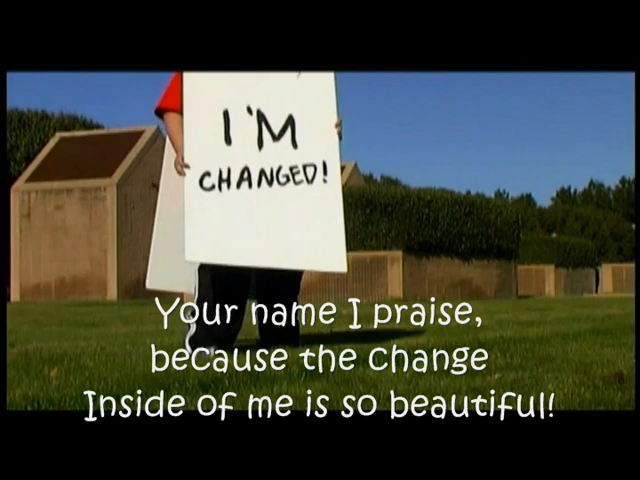 I'M
CHANGED!
Your name I praise,
because the change
Inside of me is so beautiful!